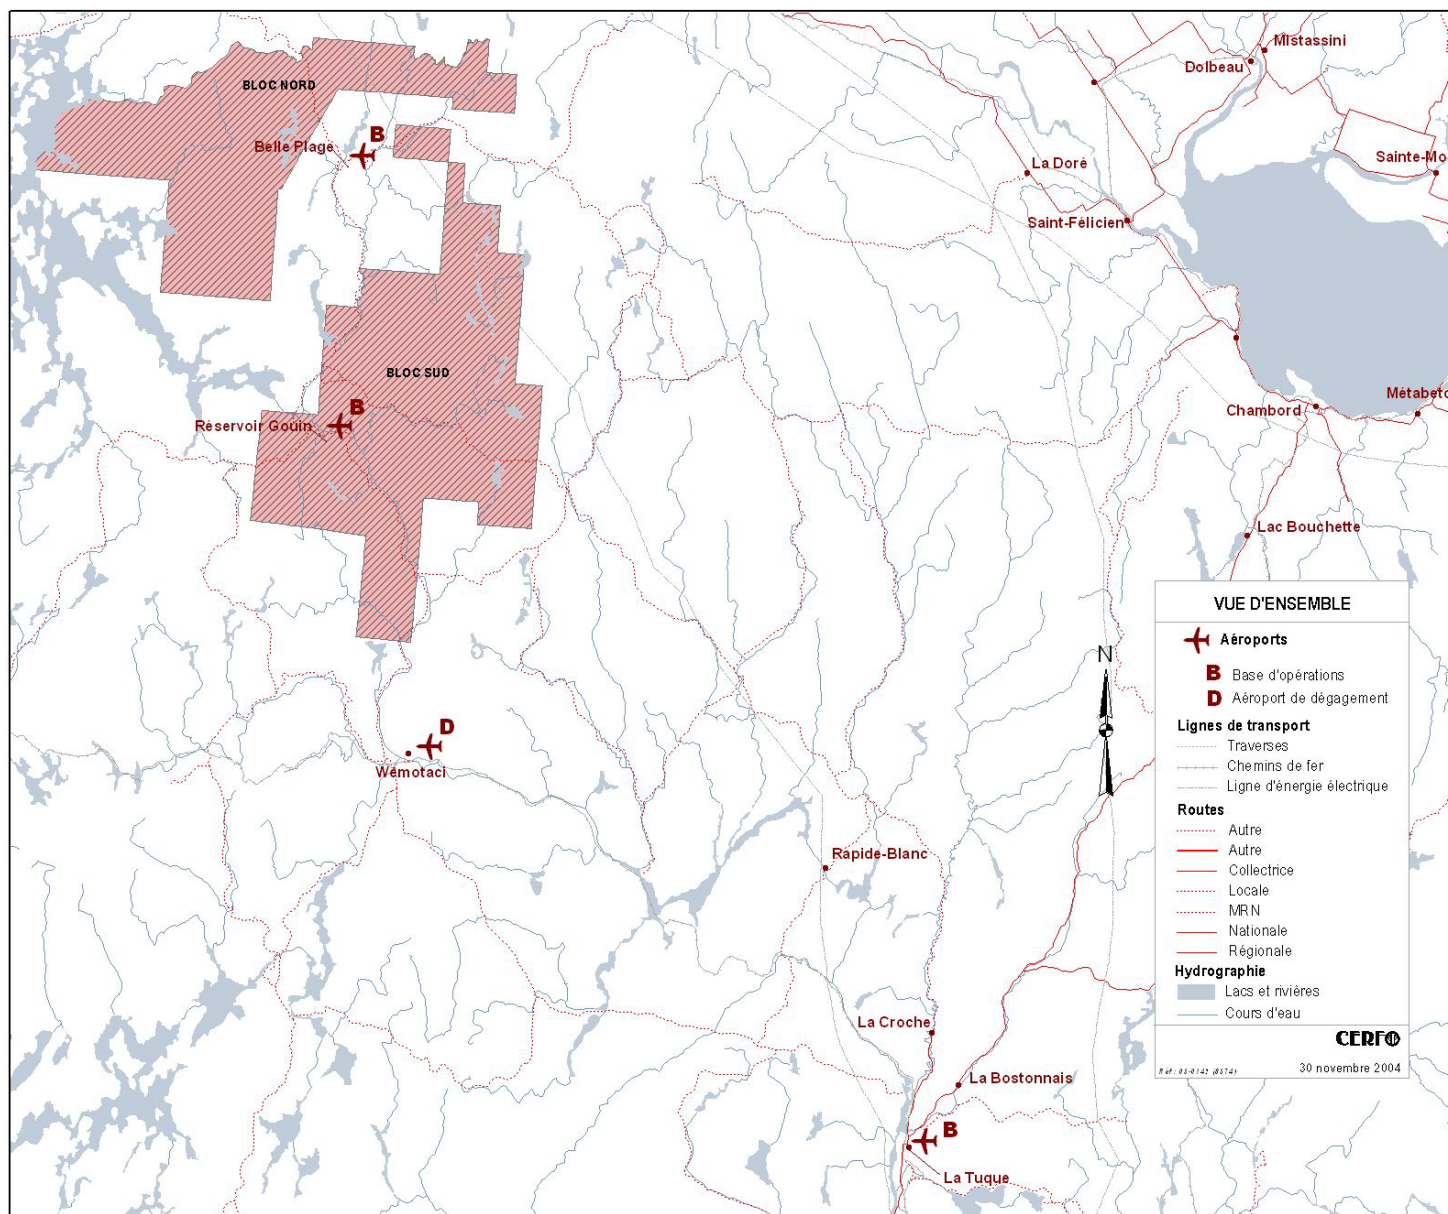 Mistassini
Dolbeau
BLOC NORD
B
Belle Plage
La Doré
Sainte-Mo
Saint-Félicien
BLOC SUD
B
Réservoir Gouin
Métabetc
Chambord
Lac Bouchette
D
Wémotaci
Rapide-Blanc
La Croche
La Bostonnais
B
La Tuque
N
VUE D'ENSEMBLE
Aéroports
B Base d'opérations
D Aéroport de dégagement
Lignes de transport
Traverses
Chemins de fer
Ligne d'énergie électrique
Routes
Autre
Autre
Collectrice
Locale
MRN
Nationale
Régionale
Hydrographie
Lacs et rivières
Cours d'eau
CERFO
30 novembre 2004